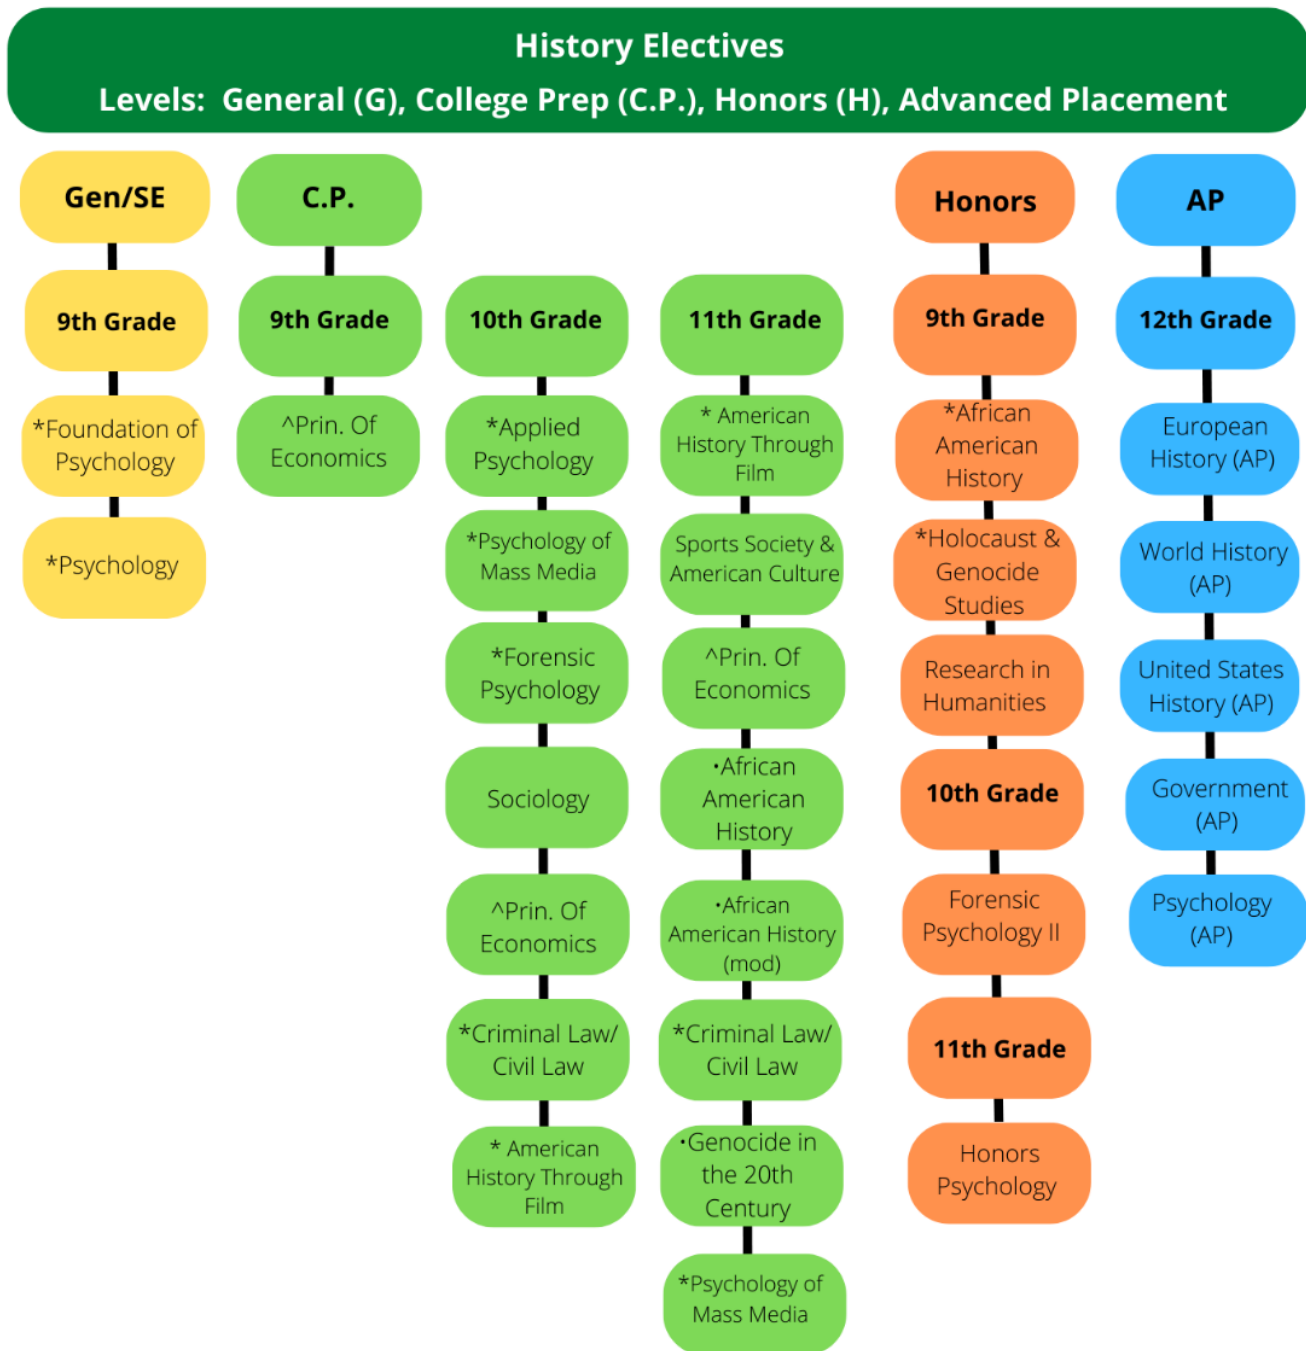 History Electives
Levels:  General (G), College Prep (C.P.), Honors (H), Advanced Placement
Gen/SE
9th Grade
*Foundation of
Psychology
*Psychology
C.P.
9th Grade
^Prin. Of
Economics
10th Grade
*Applied
Psychology
*Psychology of
Mass Media
*Forensic
Psychology
Sociology
^Prin. Of
Economics
*Criminal Law/
Civil Law
* American
History Through
Film
11th Grade
* American
History Through
Film
Sports Society &
American Culture
^Prin. Of
Economics
•African
American
History
•African
American History
(mod)
*Criminal Law/
Civil Law
•Genocide in
the 20th
Century
*Psychology of
Mass Media
Honors
9th Grade
*African
American
History
*Holocaust &
Genocide
Studies
Research in
Humanities
10th Grade
Forensic
Psychology II
11th Grade
Honors
Psychology
AP
12th Grade
European
History (AP)
World History
(AP)
United States
History (AP)
Government
(AP)
Psychology
(AP)